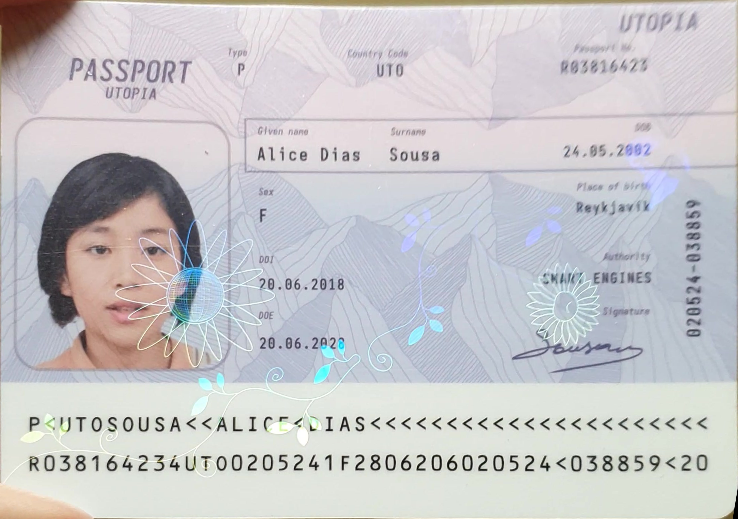 UTOPIA
PASSPORT
UTOPIA
Type
P
Country Code
UTO
Passport No.
R03816423
Given name
Alice Dias
Surname
Sousa
DOB
24.05.2002
Sex
F
Place of birth
Reykjavik
DOI
20.06.2018
Authority
SMART ENGINES
DOE
20.06.2028
Signature
Sousa
020524-038859
P<UTOSOUSA<<ALICE<DIAS<<<<<<<<<<<<<<<<<<<<<<
R038164234UTO0205241F2806206020524<038859<20